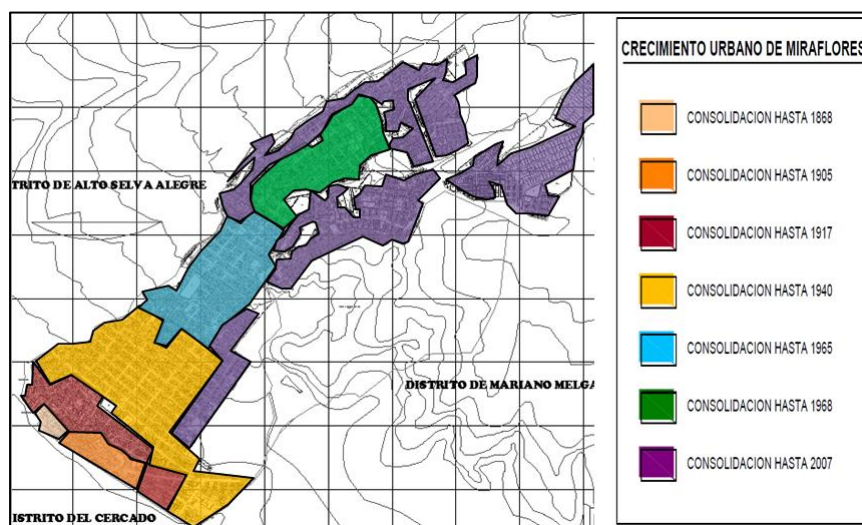 CRECIMIENTO URBANO DE MIRAFLORES
CONSOLIDACION HASTA 1868
CONSOLIDACION HASTA 1905
CONSOLIDACION HASTA 1917
CONSOLIDACION HASTA 1940
CONSOLIDACION HASTA 1965
CONSOLIDACION HASTA 1968
CONSOLIDACION HASTA 2007
TRITO DE ALTO SELVA ALEGRE
DISTRITO DE MARIANO MELGA
ISTRITO DEL CERCADO